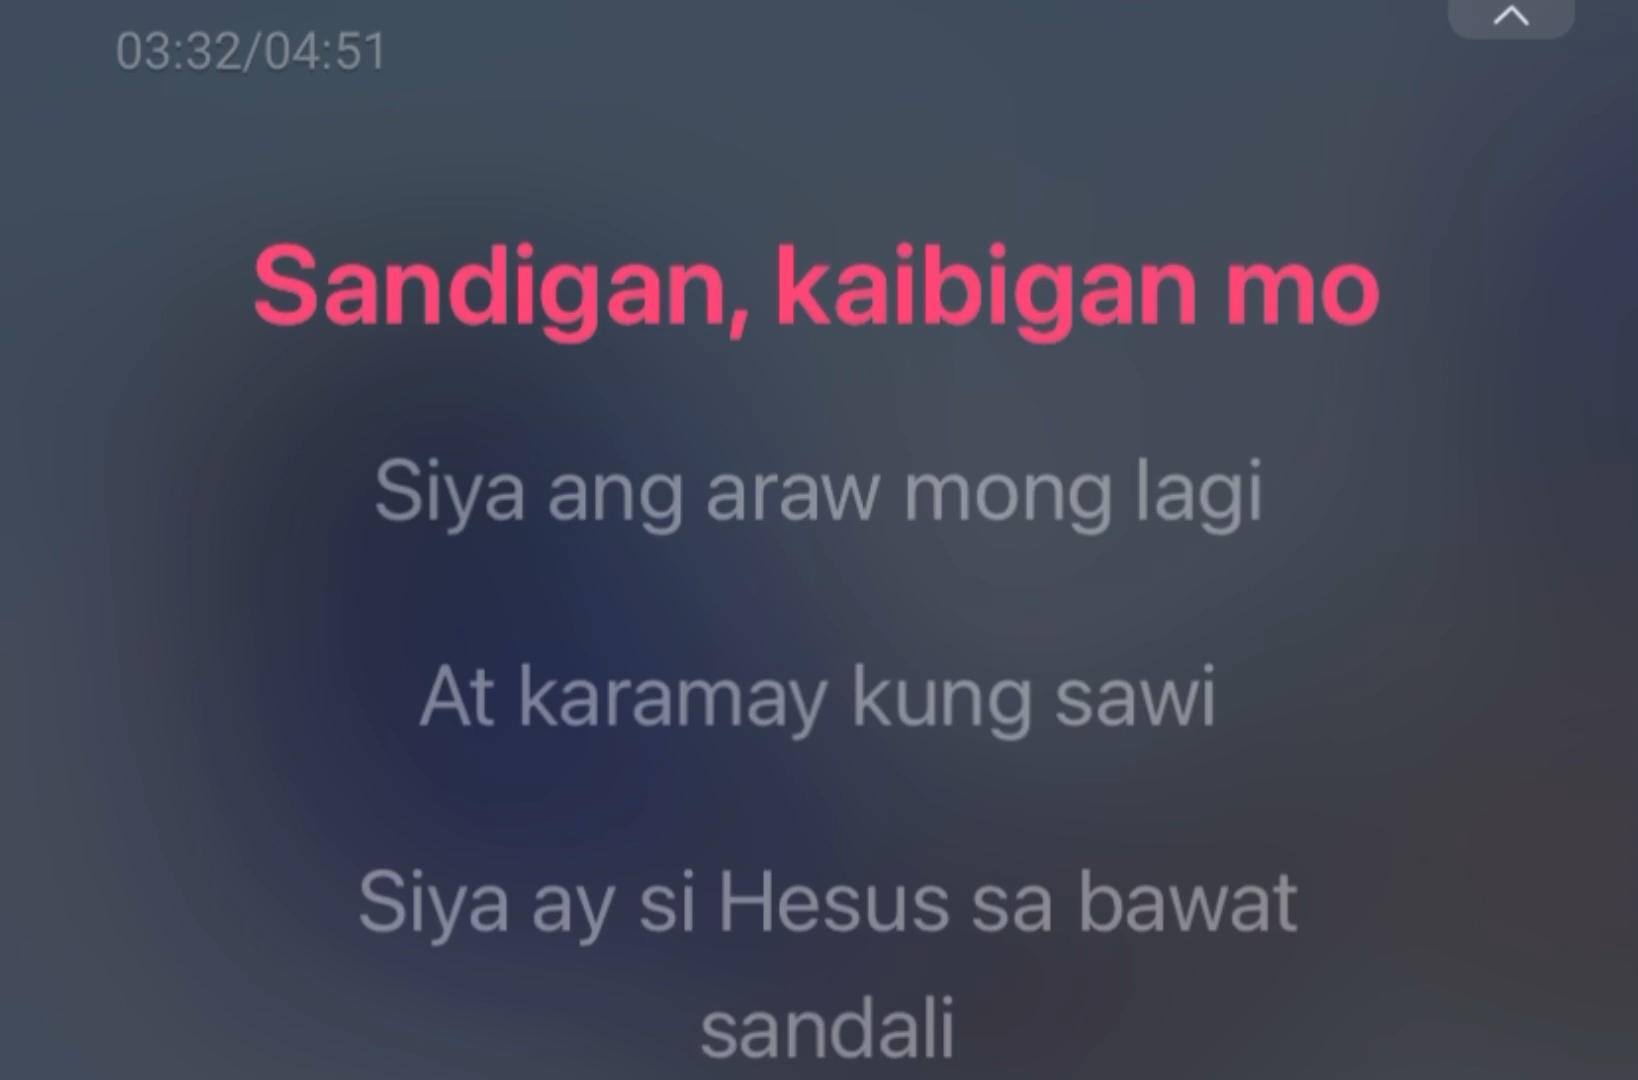 03:32/04:51
Sandigan, kaibigan mo
Siya ang araw mong lagi
At karamay kung sawi
Siya ay si Hesus sa bawat
sandali